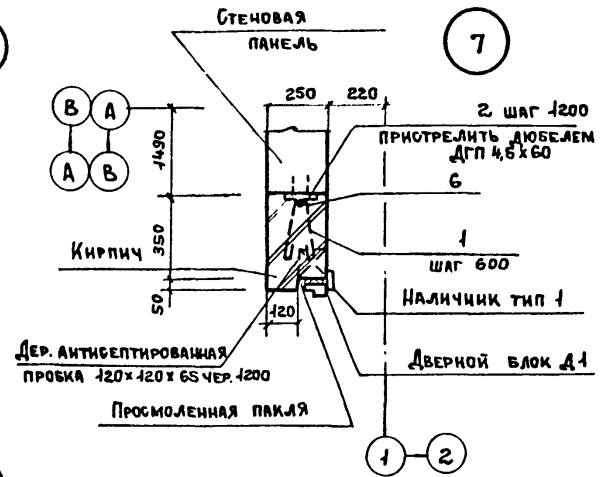 Стеновая
панель
7
В А
А В
250 220
2 шаг 1200
пристрелить дюбелем
ДГП 4,5 х 60
6
1490
350
50
Кирпич
1
шаг 600
120
Наличник тип 1
Дер. антисептированная
пробка 120 х 120 х 65 чер. 1200
Дверной блок Д1
Просмоленная пакля
1 2